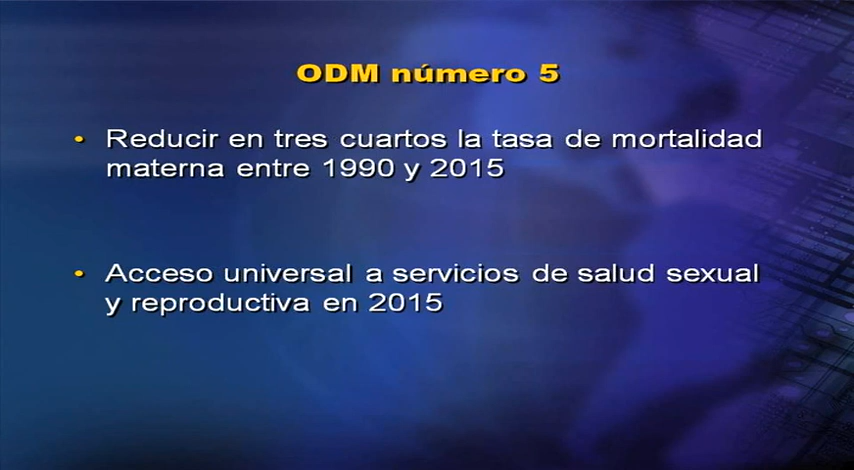 ODM número 5
• Reducir en tres cuartos la tasa de mortalidad
materna entre 1990 y 2015
• Acceso universal a servicios de salud sexual
y reproductiva en 2015